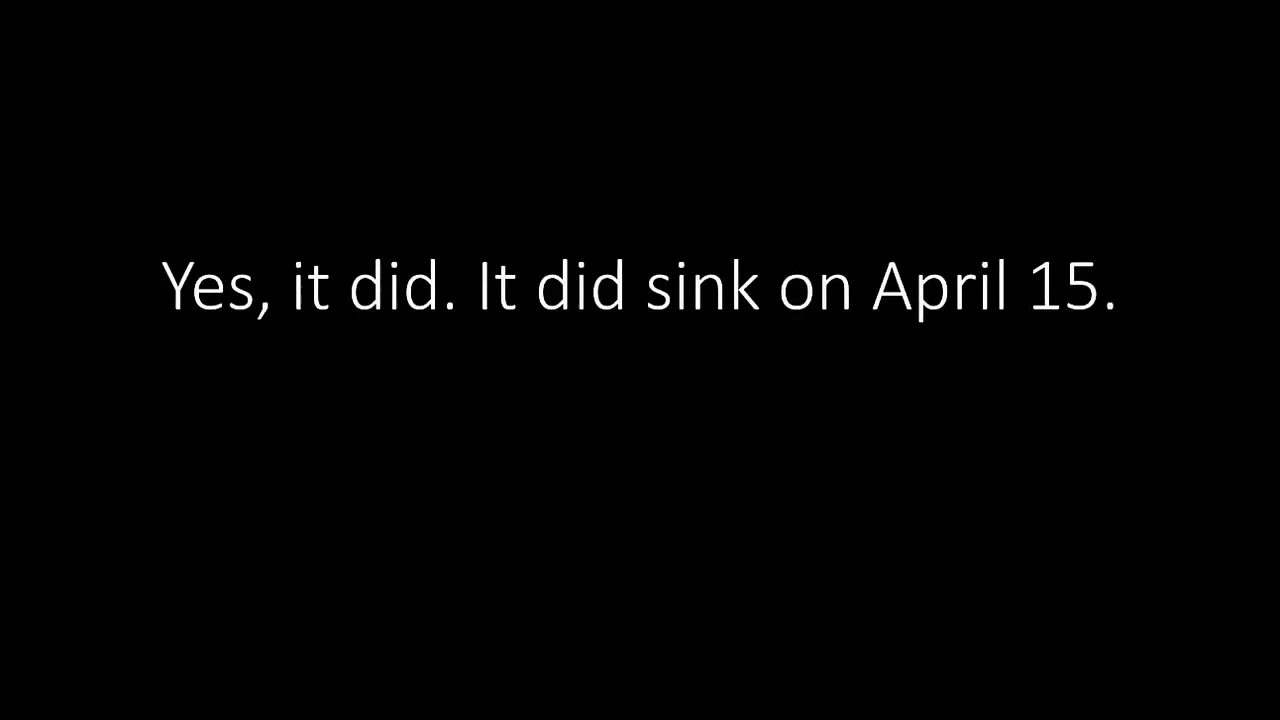 Yes, it did. It did sink on April 15.